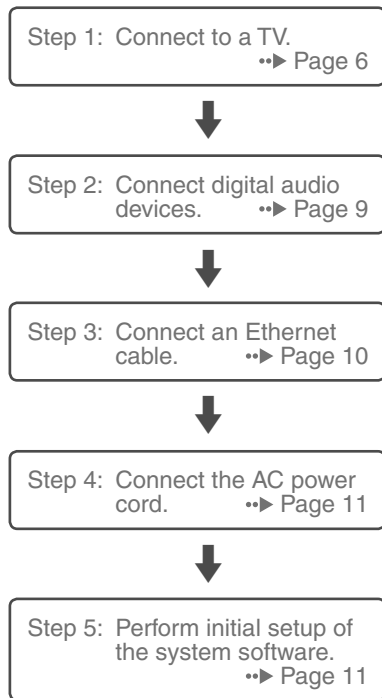 Step 1: Connect to a TV.
••▶ Page 6
Step 2: Connect digital audio
devices. ••▶ Page 9
Step 3: Connect an Ethernet
cable. ••▶ Page 10
Step 4: Connect the AC power
cord. ••▶ Page 11
Step 5: Perform initial setup of
the system software.
••▶ Page 11